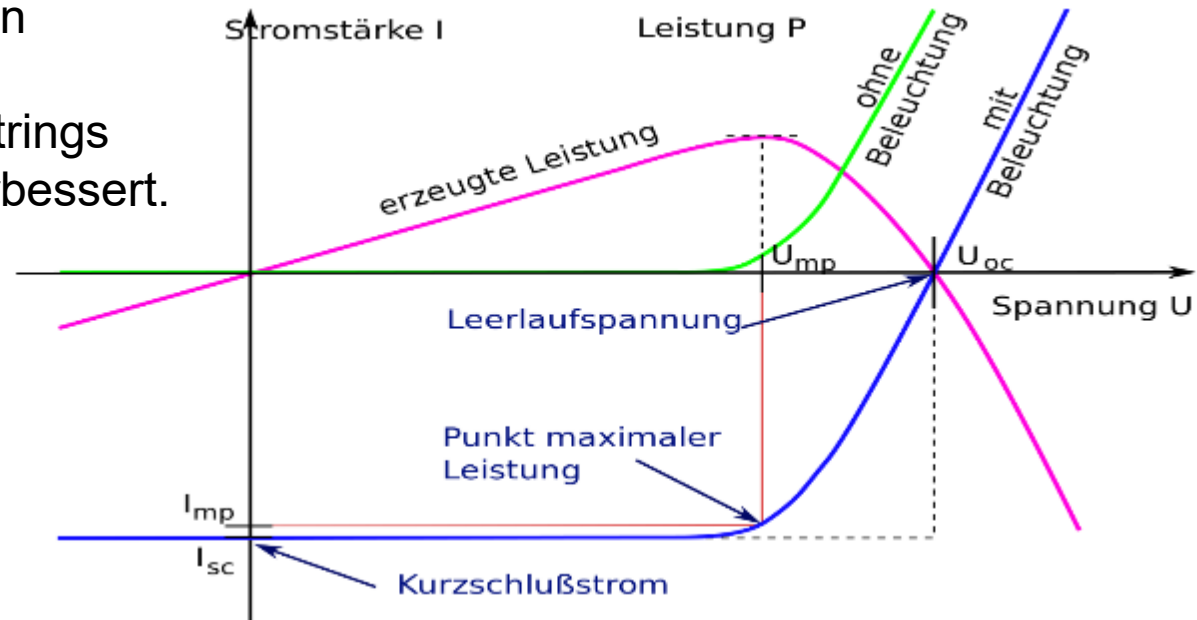 n
trings
bessert.
Stromstärke I
Leistung P
ohne
Beleuchtung
mit
Beleuchtung
erzeugte Leistung
Ump
Uoc
Spannung U
Leerlaufspannung
Punkt maximaler
Leistung
Imp
Isc
Kurzschlußstrom